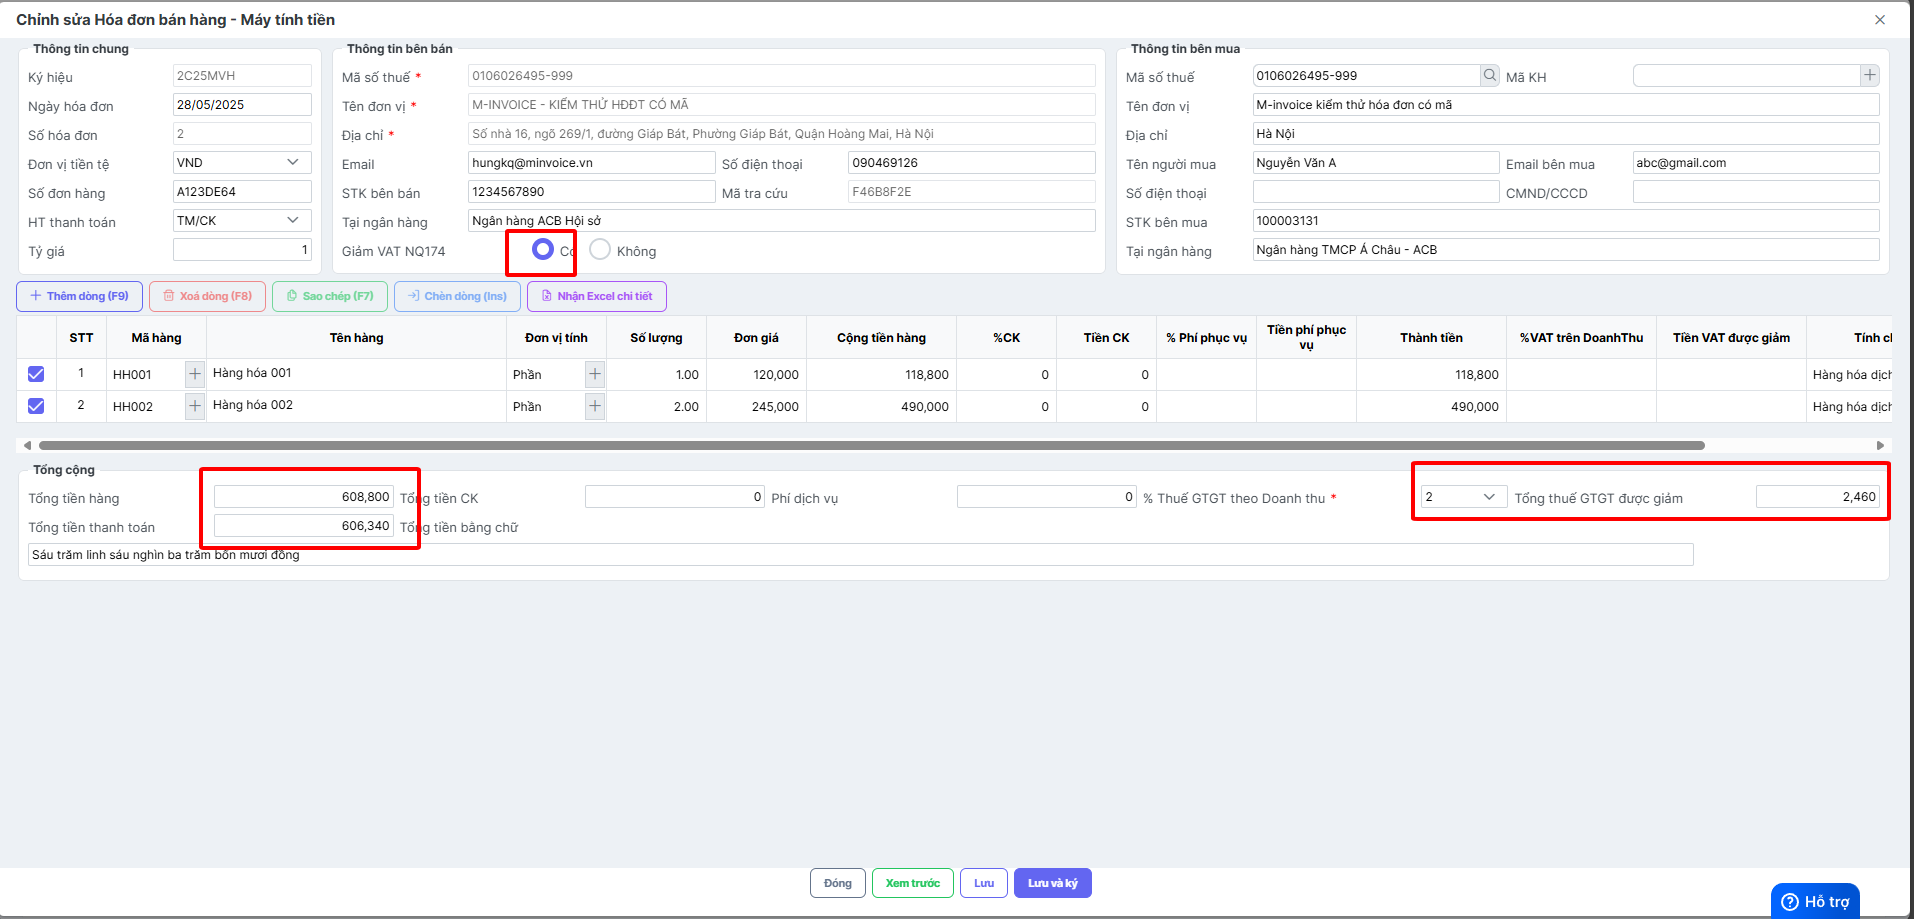 Chỉnh sửa Hóa đơn bán hàng - Máy tính tiền
Thông tin chung
Ký hiệu 2C25MVH
Ngày hóa đơn 28/05/2025
Số hóa đơn 2
Đơn vị tiền tệ VND
Số đơn hàng A123DE64
HT thanh toán TM/CK
Tỷ giá 1
Thông tin bên bán
Mã số thuế * 0106026495-999
Tên đơn vị * M-INVOICE - KIỂM THỬ HĐĐT CÓ MÃ
Địa chỉ * Số nhà 16, ngõ 269/1, đường Giáp Bát, Phường Giáp Bát, Quận Hoàng Mai, Hà Nội
Email hungkq@minvoice.vn Số điện thoại 090469126
STK bên bán 1234567890 Mã tra cứu F46B8F2E
Tại ngân hàng Ngân hàng ACB Hội sở
Giảm VAT NQ174 Có Không
Thông tin bên mua
Mã số thuế 0106026495-999 Mã KH
Tên đơn vị M-invoice kiểm thử hóa đơn có mã
Địa chỉ Hà Nội
Tên người mua Nguyễn Văn A Email bên mua abc@gmail.com
Số điện thoại CMND/CCCD
STK bên mua 100003131
Tại ngân hàng Ngân hàng TMCP Á Châu - ACB
Thêm dòng (F9) Xoá dòng (F8) Sao chép (F7) Chèn dòng (Ins) Nhận Excel chi tiết
STT Mã hàng Tên hàng Đơn vị tính Số lượng Đơn giá Cộng tiền hàng %CK Tiền CK % Phí phục vụ Tiền phí phục vụ Thành tiền %VAT trên DoanhThu Tiền VAT được giảm Tính cl
1 HH001 Hàng hóa 001 Phần 1.00 120,000 118,800 0 0 118,800 Hàng hóa dịch
2 HH002 Hàng hóa 002 Phần 2.00 245,000 490,000 0 0 490,000 Hàng hóa dịch
Tổng cộng
Tổng tiền hàng 608,800 Tổng tiền CK 0 Phí dịch vụ 0 % Thuế GTGT theo Doanh thu * 2 Tổng thuế GTGT được giảm 2,460
Tổng tiền thanh toán 606,340 Tổng tiền bằng chữ
Sáu trăm linh sáu nghìn ba trăm bốn mươi đồng
Đóng Xem trước Lưu Lưu và ký
Hỗ trợ